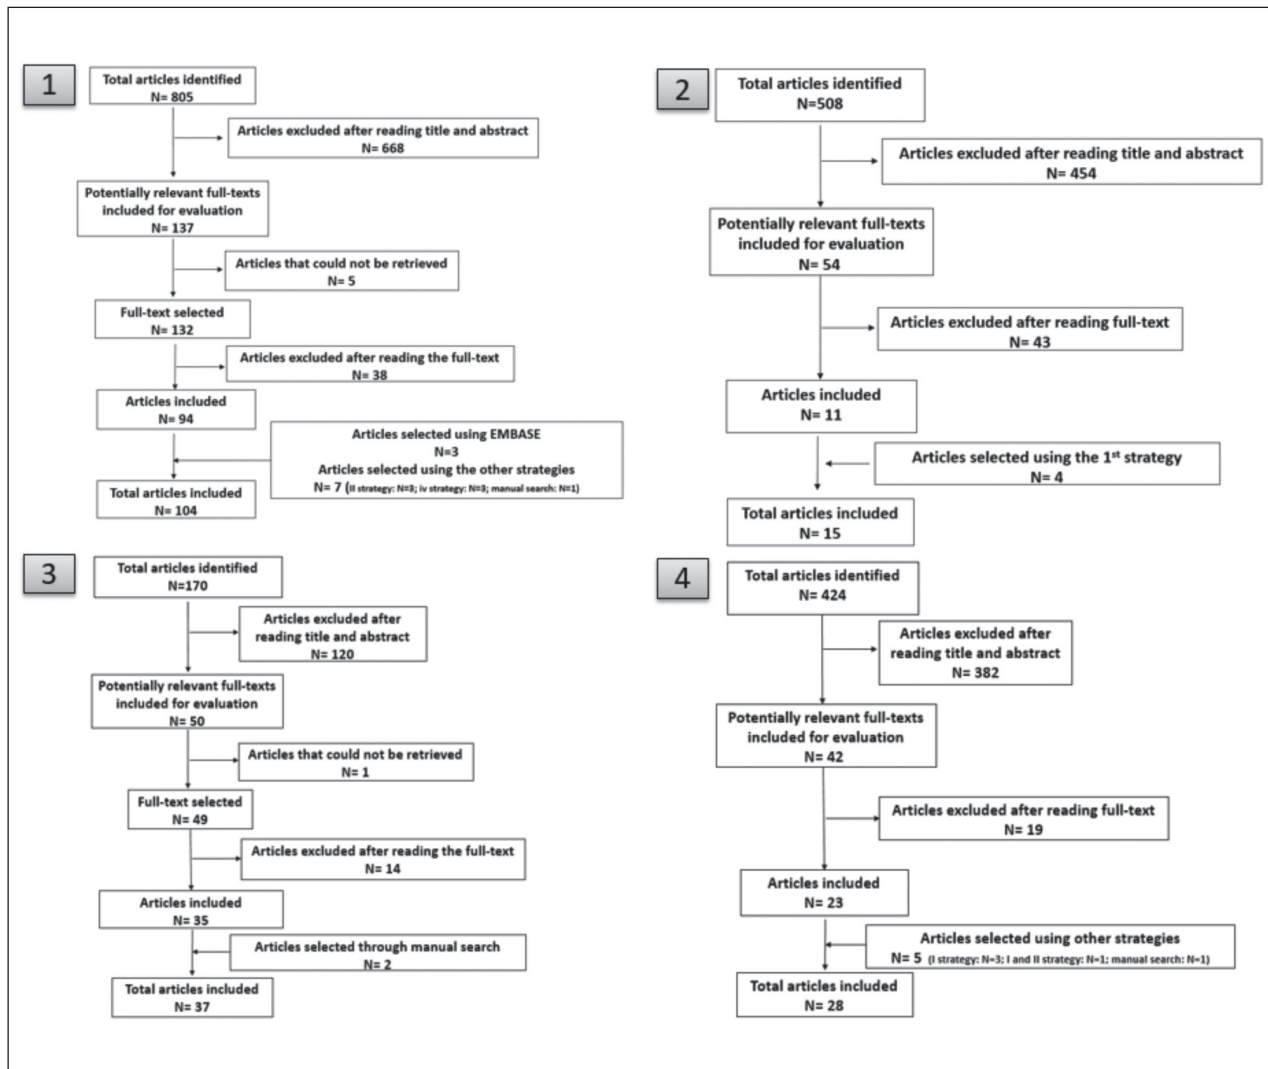 1
Total articles identified
N= 805
Articles excluded after reading title and abstract
N= 668
Potentially relevant full-texts
included for evaluation
N= 137
Articles that could not be retrieved
N= 5
Full-text selected
N= 132
Articles excluded after reading the full-text
N= 38
Articles included
N= 94
Articles selected using EMBASE
N=3
Articles selected using the other strategies
N= 7 (II strategy: N=3; iv strategy: N=3; manual search: N=1)
Total articles included
N= 104
2
Total articles identified
N=508
Articles excluded after reading title and abstract
N= 454
Potentially relevant full-texts
included for evaluation
N= 54
Articles excluded after reading full-text
N= 43
Articles included
N= 11
Articles selected using the 1st strategy
N= 4
Total articles included
N= 15
3
Total articles identified
N=170
Articles excluded after
reading title and abstract
N= 120
Potentially relevant full-texts
included for evaluation
N= 50
Articles that could not be retrieved
N= 1
Full-text selected
N= 49
Articles excluded after reading the full-text
N= 14
Articles included
N= 35
Articles selected through manual search
N= 2
Total articles included
N= 37
4
Total articles identified
N= 424
Articles excluded after
reading title and abstract
N= 382
Potentially relevant full-texts
included for evaluation
N= 42
Articles excluded after reading full-text
N= 19
Articles included
N= 23
Articles selected using other strategies
N= 5 (I strategy: N=3; I and II strategy: N=1; manual search: N=1)
Total articles included
N= 28